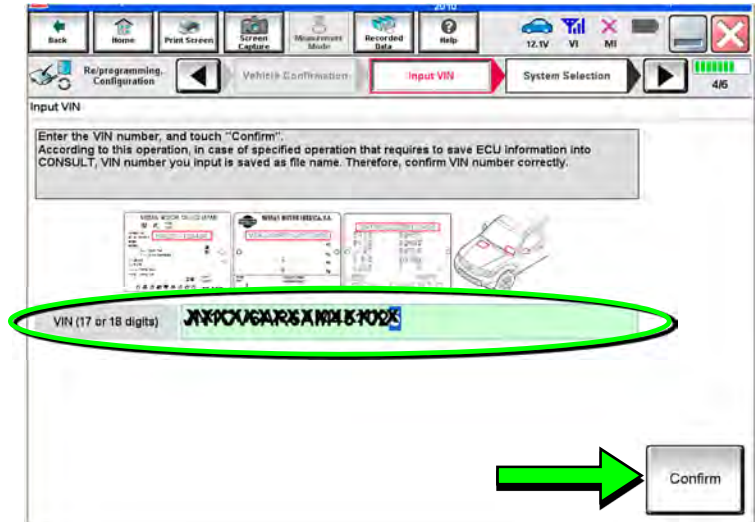 2010
Back Home Print Screen Screen Capture Measurement Mode Recorded Data Help 12.1V VI MI
Re/programming, Configuration Vehicle Confirmation Input VIN System Selection 4/6
Input VIN
Enter the VIN number, and touch "Confirm".
According to this operation, in case of specified operation that requires to save ECU information into
CONSULT, VIN number you input is saved as file name. Therefore, confirm VIN number correctly.
VIN (17 or 18 digits)
Confirm